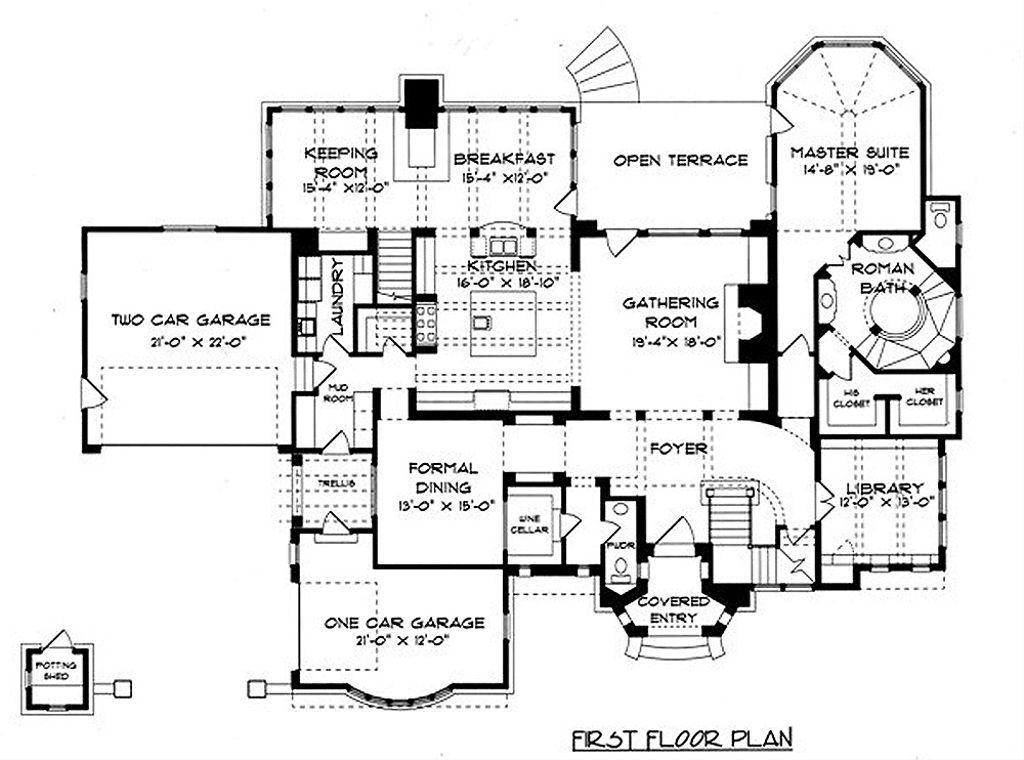 KEEPING
ROOM
15'-4" X12'-0"
BREAKFAST
15'-4" X12'-0"
OPEN TERRACE
MASTER SUITE
14'-8" X 19'-0"
LAUNDRY
KITCHEN
16'-0" X 18'-10"
ROMAN
BATH
TWO CAR GARAGE
21'-0" X 22'-0"
GATHERING
ROOM
19'-4" X 18'-0"
MUD
ROOM
HIS
CLOSET
HER
CLOSET
FOYER
FORMAL
DINING
13'-0" X 15'-0"
TRELLIS
LIBRARY
12'-0" X 13'-0"
WINE
CELLAR
PWDR.
COVERED
ENTRY
ONE CAR GARAGE
21'-0" X 12'-0"
POTTING
SHED
FIRST FLOOR PLAN